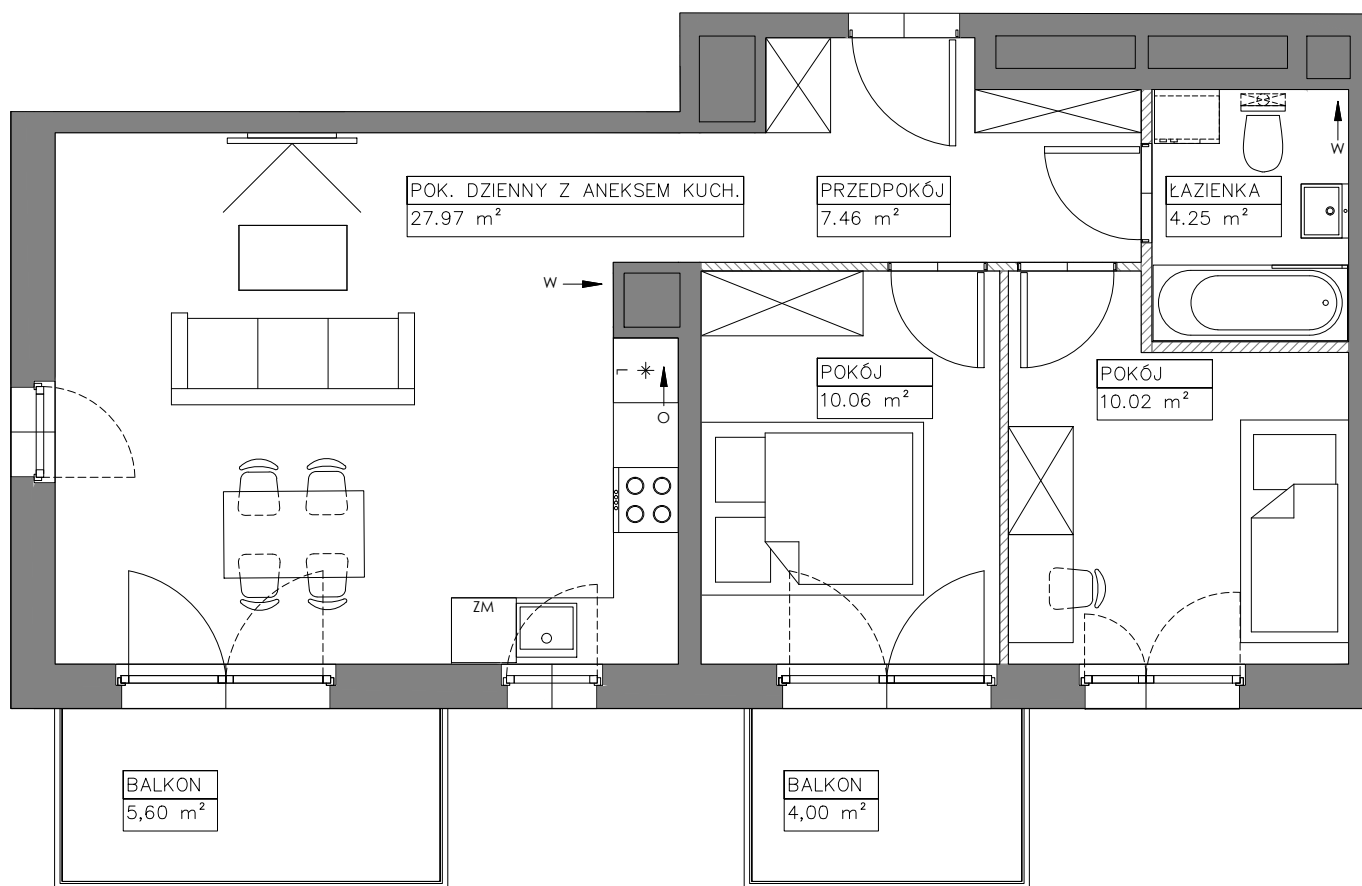 POK. DZIENNY Z ANEKSEM KUCH.
27.97 m²
PRZEDPOKÓJ
7.46 m²
ŁAZIENKA
4.25 m²
W
W
L
POKÓJ
10.06 m²
POKÓJ
10.02 m²
ZM
BALKON
5,60 m²
BALKON
4,00 m²